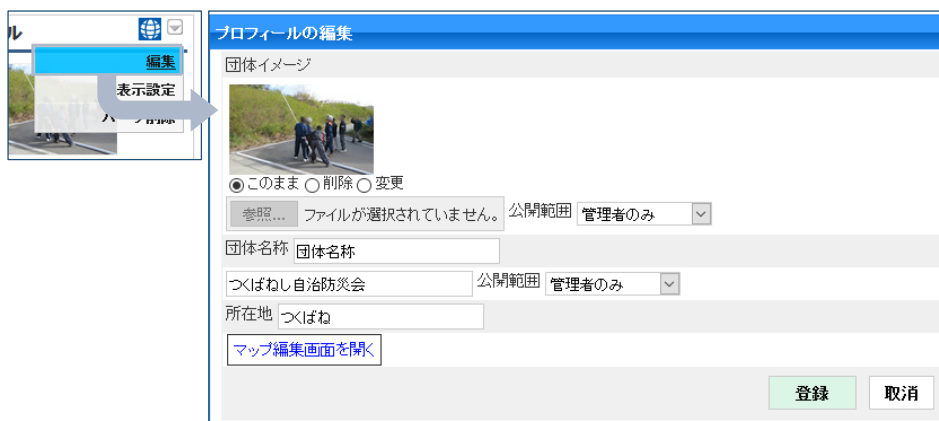 ル
編集
表示設定
プロフィールの編集
団体イメージ
このまま 削除 変更
参照... ファイルが選択されていません。 公開範囲 管理者のみ
団体名称 団体名称
つくばねし自治防災会 公開範囲 管理者のみ
所在地 つくばね
マップ編集画面を開く
登録 取消